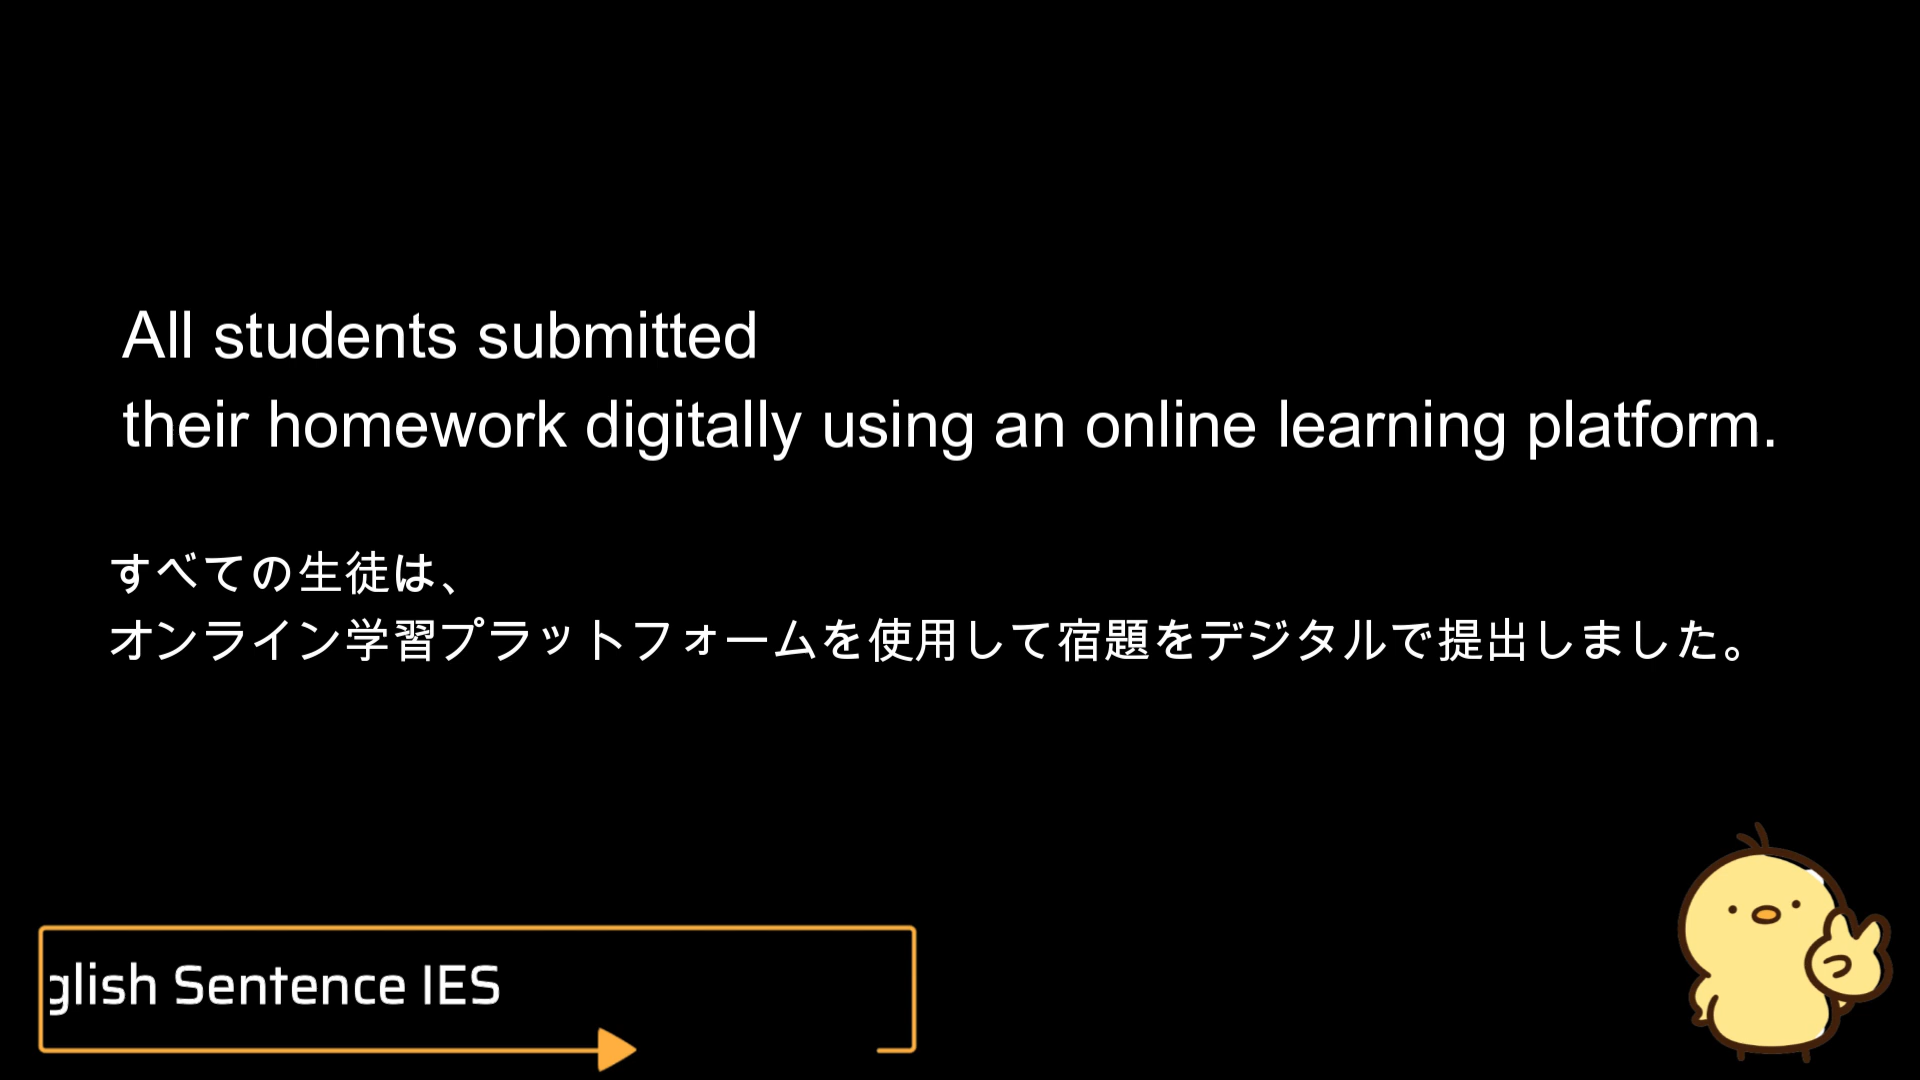 All students submitted
their homework digitally using an online learning platform.
すべての生徒は、
オンライン学習プラットフォームを使用して宿題をデジタルで提出しました。
glish Sentence IES